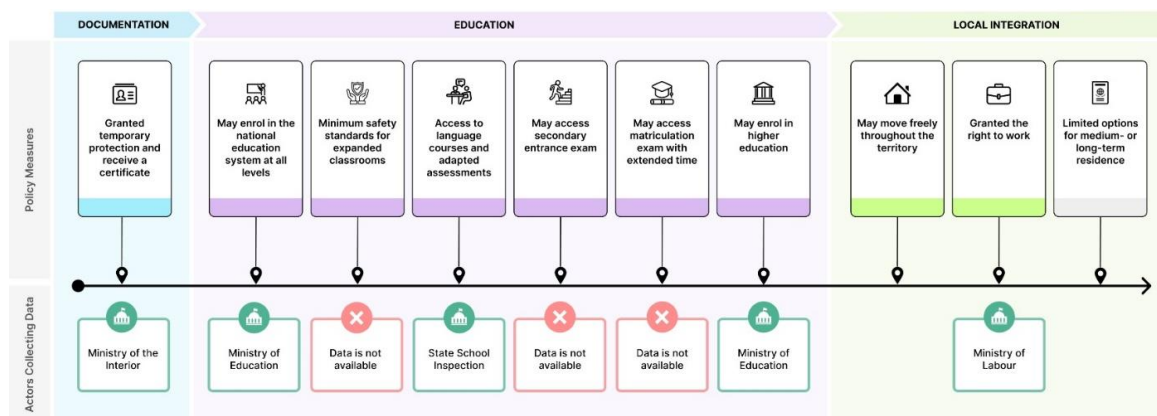 DOCUMENTATION
EDUCATION
LOCAL INTEGRATION
Policy Measures
Granted
temporary
protection and
receive a
certificate
May enrol in the
national
education
system at all
levels
Minimum safety
standards for
expanded
classrooms
Access to
language
courses and
adapted
assessments
May access
secondary
entrance exam
May access
matriculation
exam with
extended time
May enrol in
higher
education
May move freely
throughout the
territory
Granted the
right to work
Limited options
for medium- or
long-term
residence
Actors Collecting Data
Ministry of the
Interior
Ministry of
Education
Data is not
available
State School
Inspection
Data is not
available
Data is not
available
Ministry of
Education
Ministry of
Labour